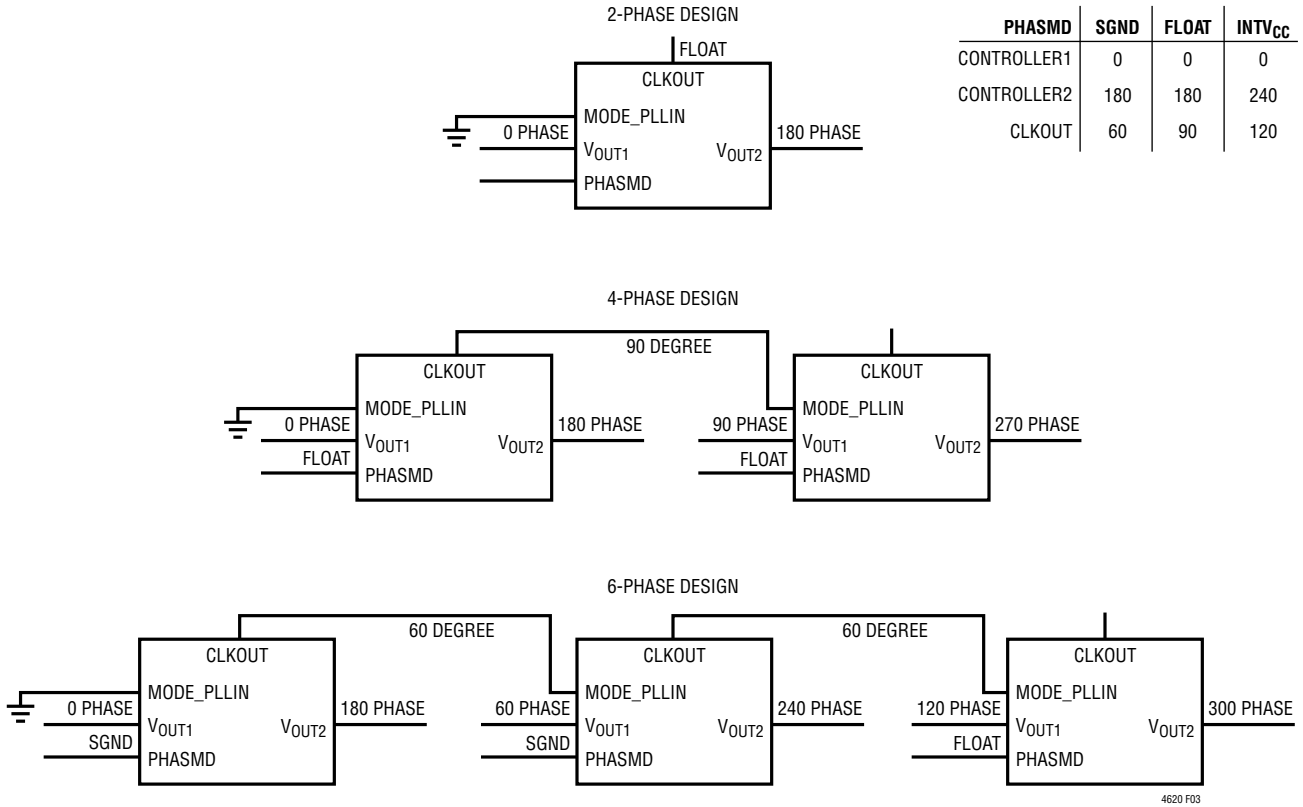 2-PHASE DESIGN
FLOAT
CLKOUT
MODE_PLLIN
0 PHASE
180 PHASE
VOUT1
VOUT2
PHASMD
PHASMD SGND FLOAT INTVCC
CONTROLLER1 0 0 0
CONTROLLER2 180 180 240
CLKOUT 60 90 120
4-PHASE DESIGN
90 DEGREE
CLKOUT
MODE_PLLIN
0 PHASE
180 PHASE
VOUT1
VOUT2
FLOAT
PHASMD
CLKOUT
MODE_PLLIN
90 PHASE
270 PHASE
VOUT1
VOUT2
FLOAT
PHASMD
6-PHASE DESIGN
60 DEGREE
60 DEGREE
CLKOUT
MODE_PLLIN
0 PHASE
180 PHASE
VOUT1
VOUT2
SGND
PHASMD
CLKOUT
MODE_PLLIN
60 PHASE
240 PHASE
VOUT1
VOUT2
SGND
PHASMD
CLKOUT
MODE_PLLIN
120 PHASE
300 PHASE
VOUT1
VOUT2
FLOAT
PHASMD
4620 F03